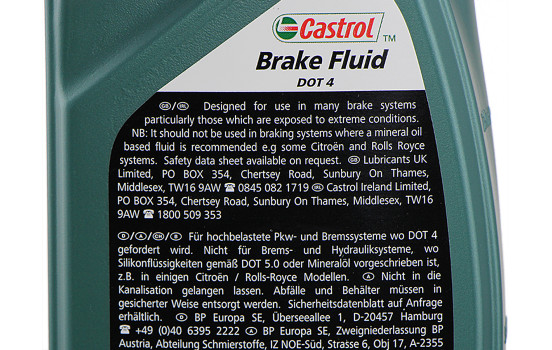 Castrol
TM
Brake Fluid
DOT 4
GB/IRL Designed for use in many brake systems
particularly those which are exposed to extreme conditions.
NB: It should not be used in braking systems where a mineral oil
based fluid is recommended e.g some Citroën and Rolls Royce
systems. Safety data sheet available on request. GB Lubricants UK
Limited, PO BOX 354, Chertsey Road, Sunbury On Thames,
Middlesex, TW16 9AW ☎ 0845 082 1719 IRL Castrol Ireland Limited,
PO BOX 354, Chertsey Road, Sunbury On Thames, Middlesex, TW16
9AW ☎ 1800 509 353
D/A/CH/B Für hochbelastete Pkw- und Bremssysteme wo DOT 4
gefordert wird. Nicht für Brems- und Hydrauliksysteme, wo
Silikonflüssigkeiten gemäß DOT 5.0 oder Mineralöl vorgeschrieben ist,
z.B. in einigen Citroën / Rolls-Royce Modellen. A Nicht in die
Kanalisation gelangen lassen. Abfälle und Behälter müssen in
gesicherter Weise entsorgt werden. Sicherheitsdatenblatt auf Anfrage
erhältlich. D BP Europa SE, Überseeallee 1, D-20457 Hamburg
☎ +49 (0)40 6395 2222 A BP Europa SE, Zweigniederlassung BP
Austria, Abteilung Schmierstoffe, IZ NOE-Süd, Strasse 6, Obj 17, A-2355